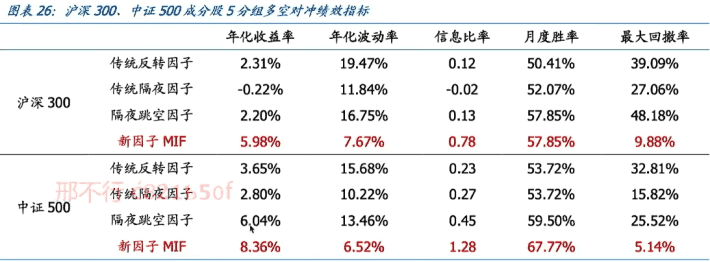 图表 26：沪深 300、中证 500 成分股 5 分组多空对冲绩效指标
年化收益率 年化波动率 信息比率 月度胜率 最大回撤率
沪深 300
传统反转因子 2.31% 19.47% 0.12 50.41% 39.09%
传统隔夜因子 -0.22% 11.84% -0.02 52.07% 27.06%
隔夜跳空因子 2.20% 16.75% 0.13 57.85% 48.18%
新因子 MIF 5.98% 7.67% 0.78 57.85% 9.88%
中证 500
传统反转因子 3.65% 15.68% 0.23 53.72% 32.81%
传统隔夜因子 2.80% 10.22% 0.27 53.72% 15.82%
隔夜跳空因子 6.04% 13.46% 0.45 59.50% 25.52%
新因子 MIF 8.36% 6.52% 1.28 67.77% 5.14%
邢不行